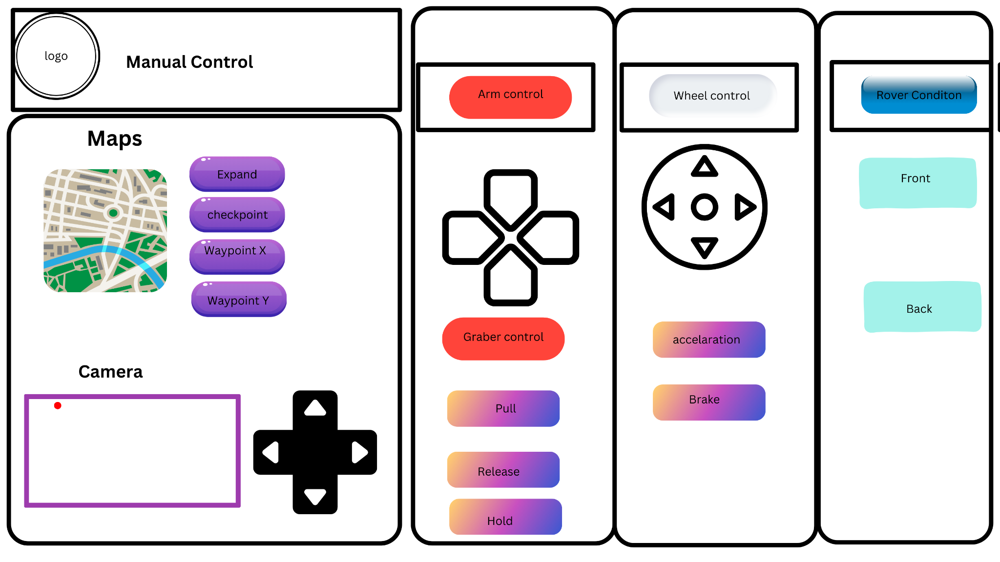 logo
Manual Control
Maps
Expand
checkpoint
Waypoint X
Waypoint Y
Camera
Arm control
Graber control
Pull
Release
Hold
Wheel control
accelaration
Brake
Rover Conditon
Front
Back